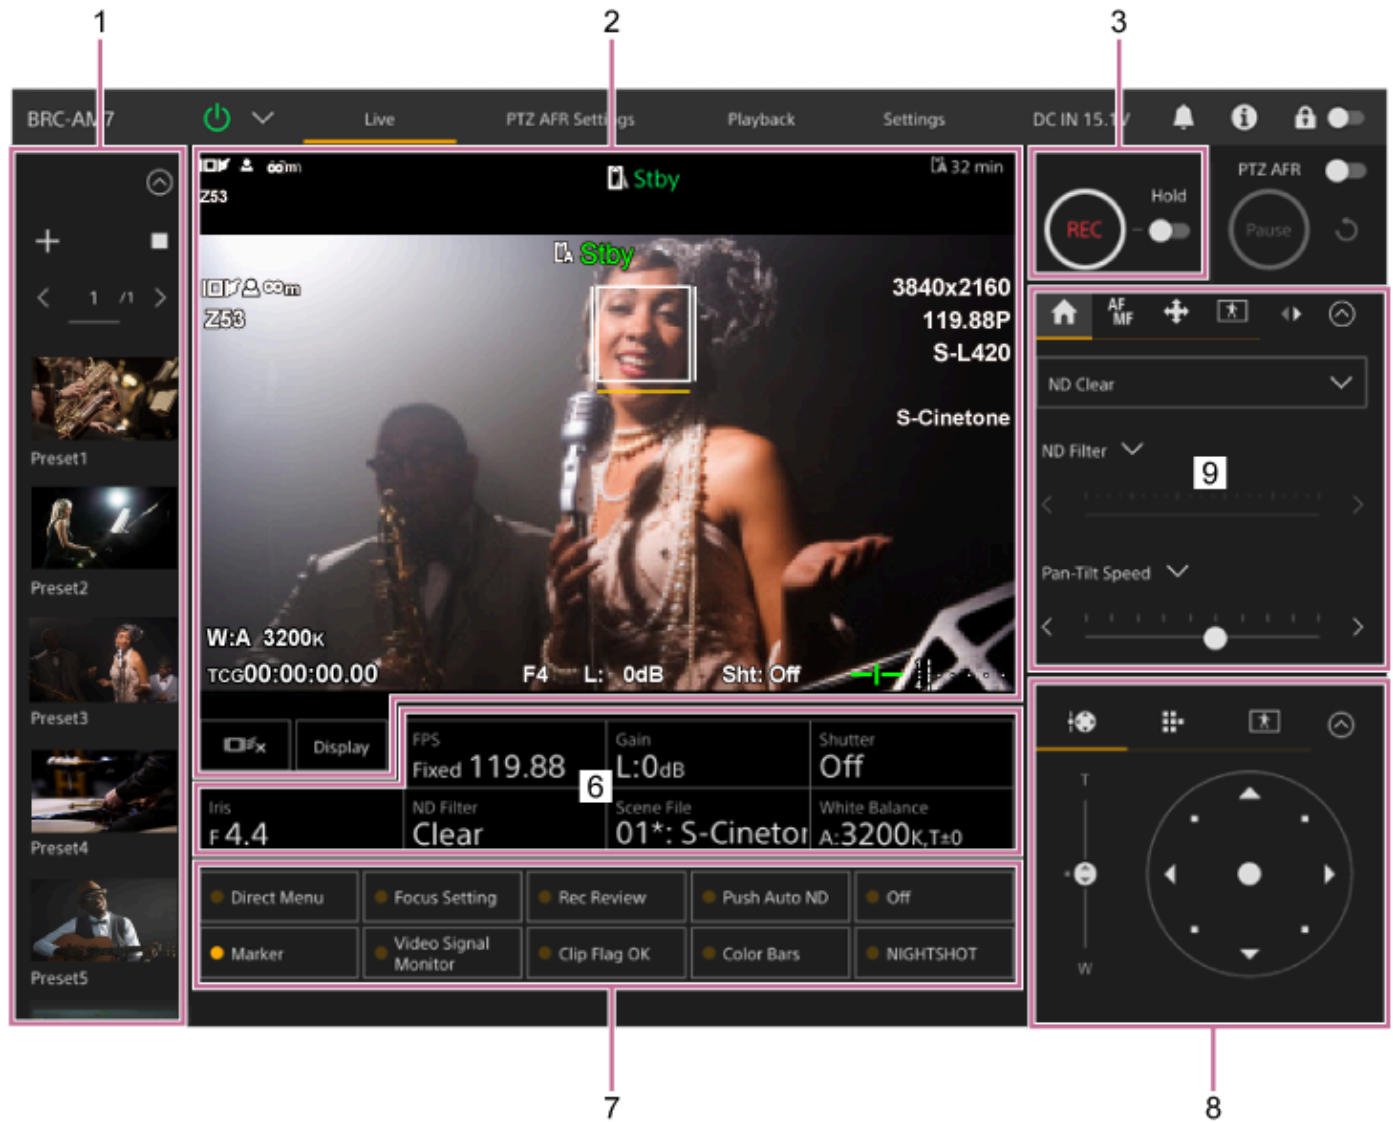 1
2
3
BRC-AM7
Live
PTZ AFR Settings
Playback
Settings
DC IN 15.1V
1 /1
Preset1
Preset2
Preset3
Preset4
Preset5
∞m
Z53
Stby
A 32 min
A Stby
∞m
Z53
3840x2160
119.88P
S-L420
S-Cinetone
W:A 3200K
TCG00:00:00.00
F4
L: 0dB
Sht: Off
REC
Hold
PTZ AFR
Pause
AF
MF
ND Clear
ND Filter
9
Pan-Tilt Speed
Display
FPS
Fixed 119.88
Gain
L:0dB
Shutter
Off
6
Iris
F4.4
ND Filter
Clear
Scene File
01*: S-Cinetor
White Balance
A:3200K,T±0
Direct Menu
Focus Setting
Rec Review
Push Auto ND
Off
Marker
Video Signal
Monitor
Clip Flag OK
Color Bars
NIGHTSHOT
T
W
7
8